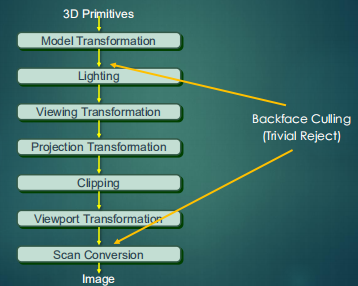 3D Primitives
Model Transformation
Lighting
Viewing Transformation
Projection Transformation
Clipping
Viewport Transformation
Scan Conversion
Image
Backface Culling
(Trivial Reject)